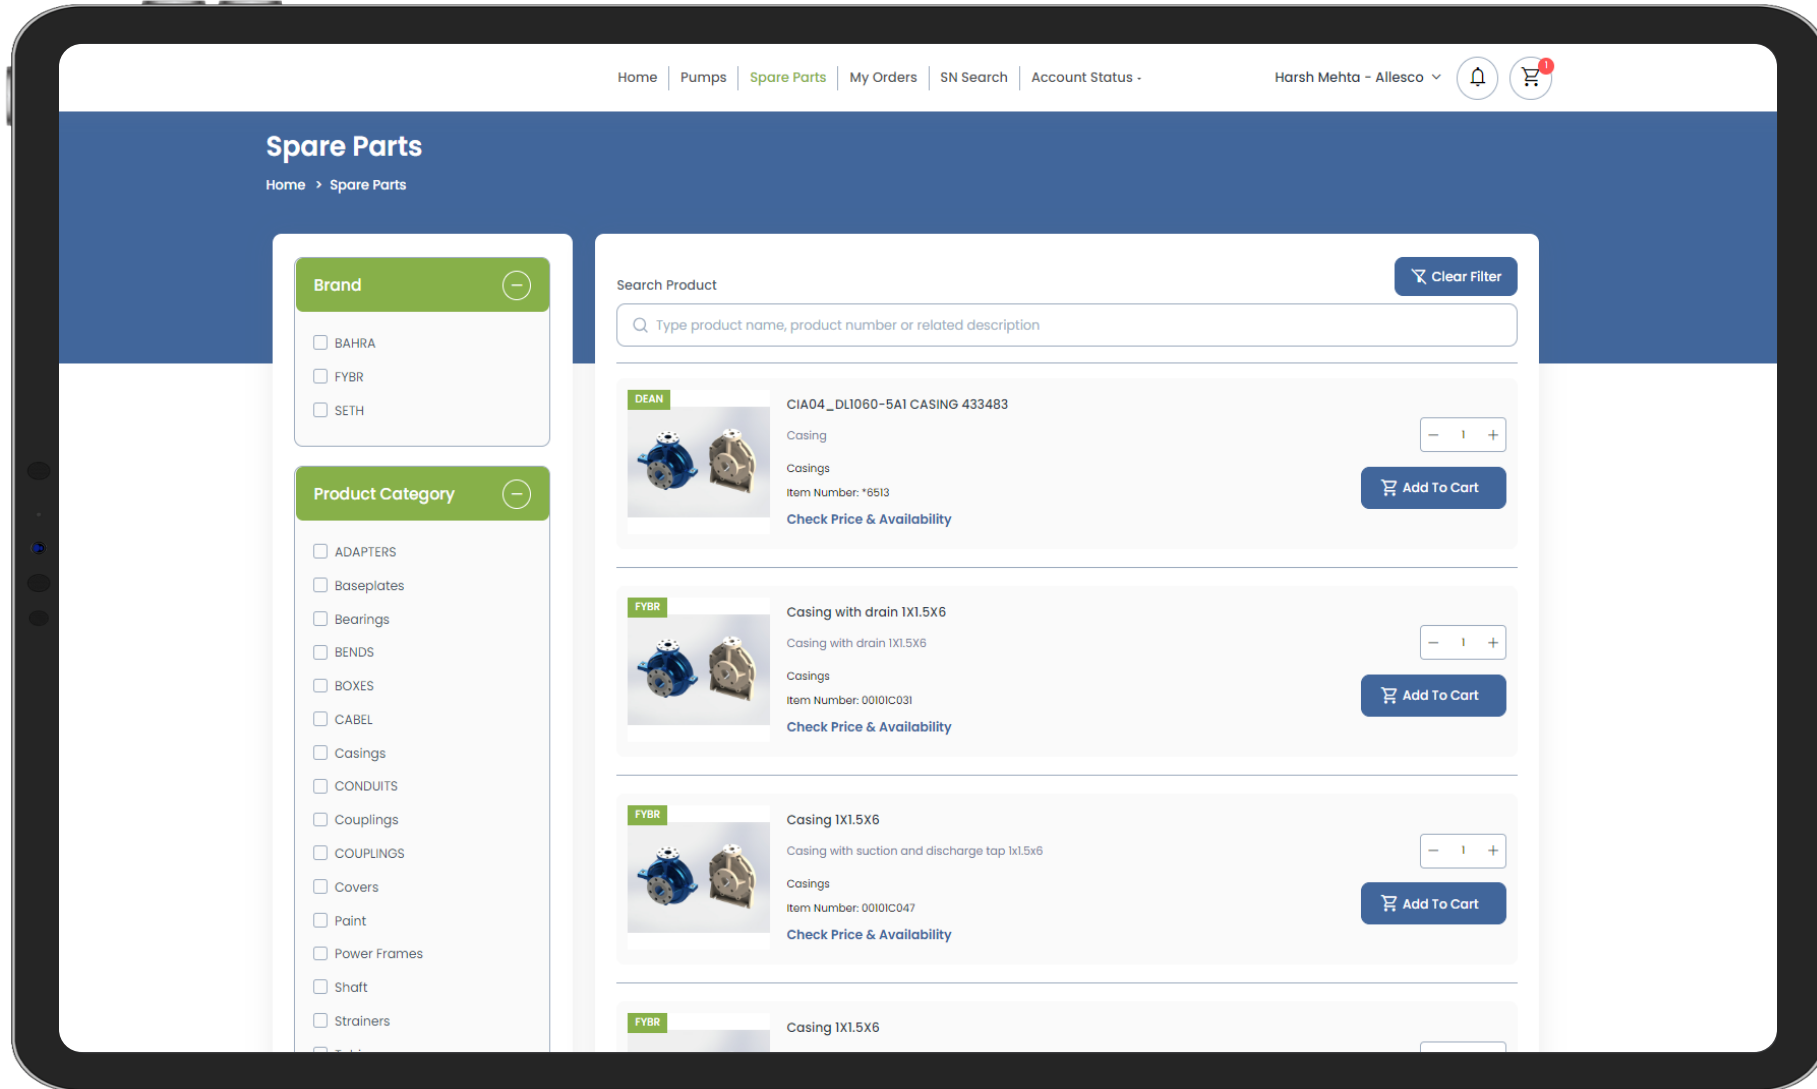 Home Pumps Spare Parts My Orders SN Search Account Status - Harsh Mehta - Allesco 1
Spare Parts
Home > Spare Parts
Brand
BAHRA
FYBR
SETH
Product Category
ADAPTERS
Baseplates
Bearings
BENDS
BOXES
CABEL
Casings
CONDUITS
Couplings
COUPLINGS
Covers
Paint
Power Frames
Shaft
Strainers
Clear Filter
Search Product
Type product name, product number or related description
DEAN
CIA04_DL1060-5A1 CASING 433483
Casing
Casings
Item Number: *6513
Check Price & Availability
- 1 +
Add To Cart
FYBR
Casing with drain 1X1.5X6
Casing with drain 1X1.5X6
Casings
Item Number: 00101C031
Check Price & Availability
- 1 +
Add To Cart
FYBR
Casing 1X1.5X6
Casing with suction and discharge tap 1x1.5x6
Casings
Item Number: 00101C047
Check Price & Availability
- 1 +
Add To Cart
FYBR
Casing 1X1.5X6